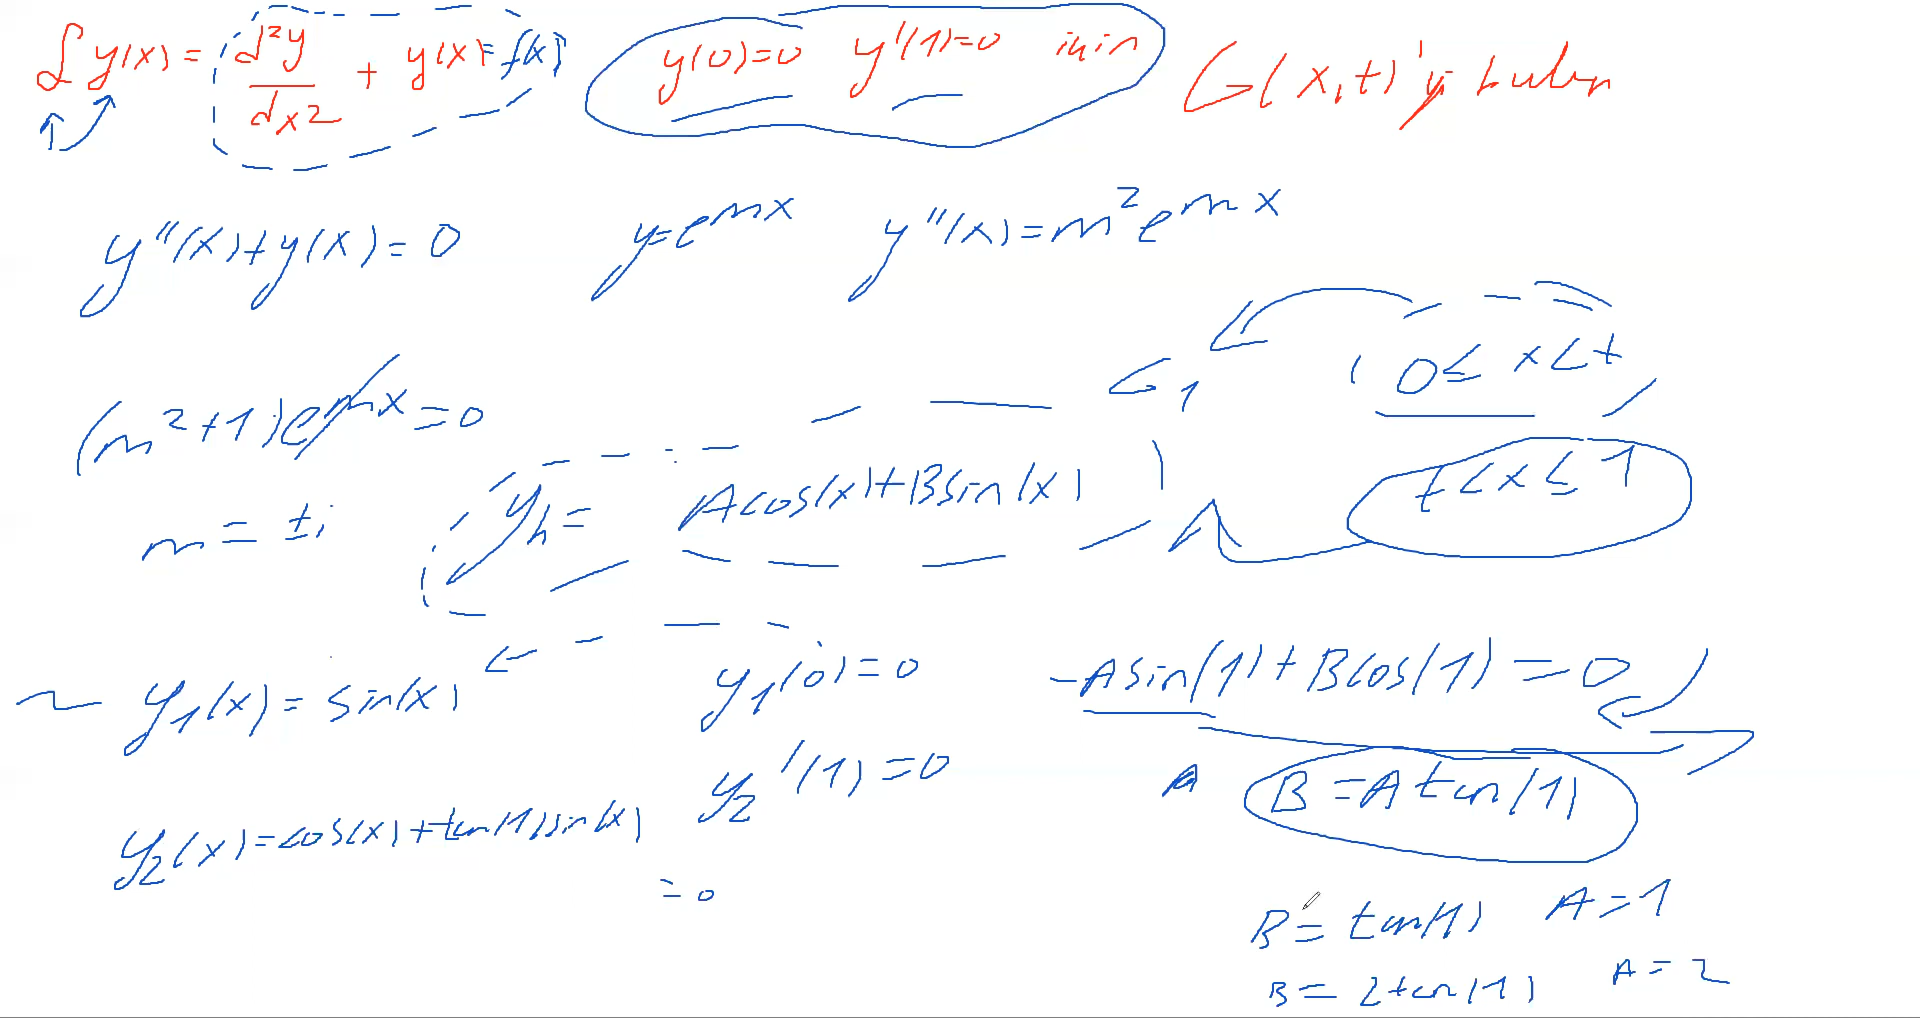 ℒ y(x) = d²y/dx² + y(x) = f(x) y(0)=0 y'(1)=0 için G(x,t)'yi bulun
y''(x)+y(x)=0 y=e^{mx} y''(x)=m²e^{mx}
(m²+1)e^{mx}=0 G₁ 0≤x<t
m = ±i y_h = Acos(x)+Bsin(x) t<x≤1
y₁(x)=sin(x) y₁(0)=0 -Asin(1)+Bcos(1)=0
y₂(x)=cos(x)+tan(1)sin(x) y₂'(1)=0 A B=A tan(1)
=0
B=tan(1) A=1
B=2tan(1) A=2